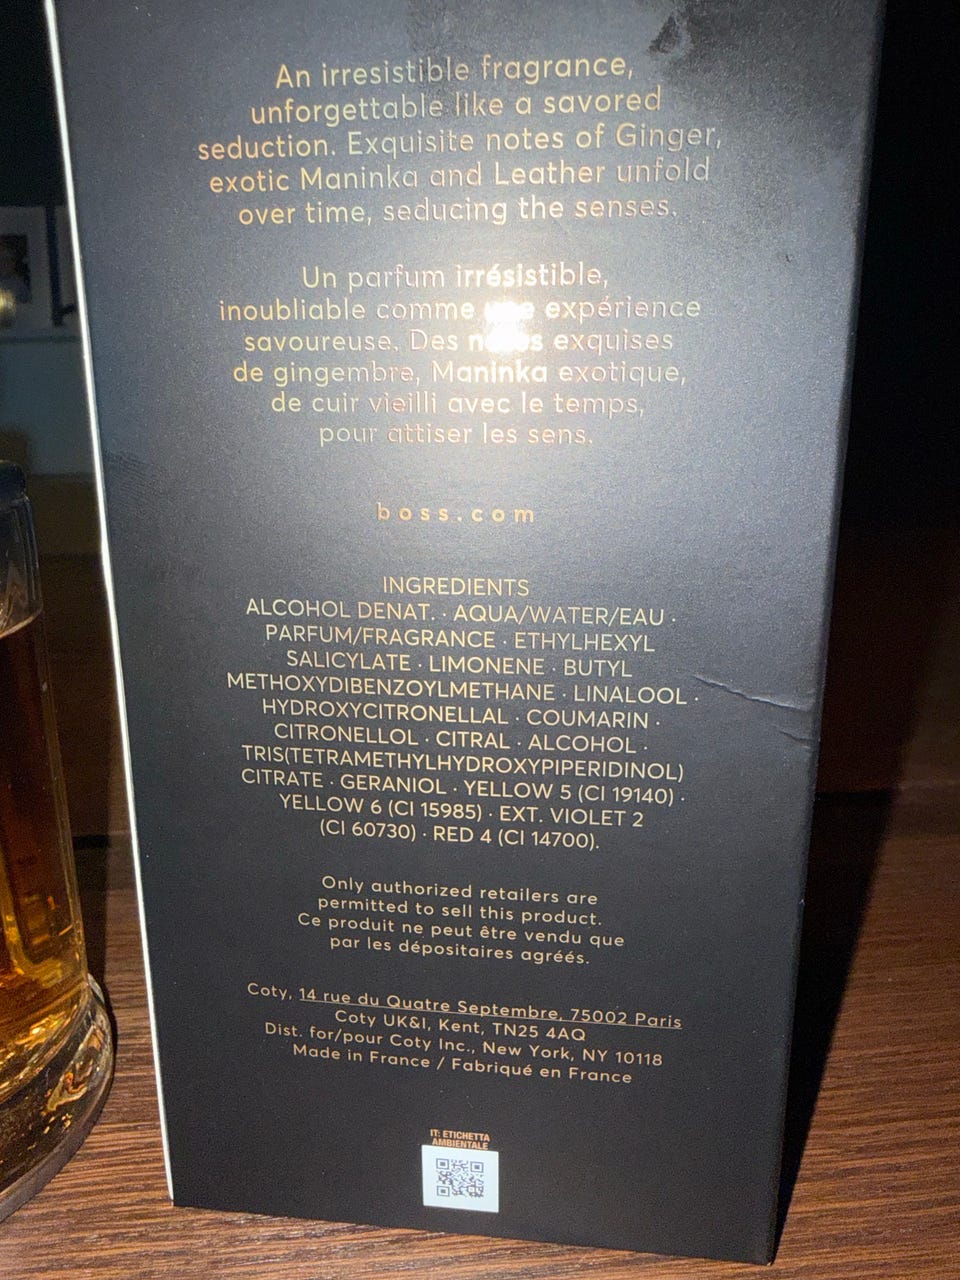 An irresistible fragrance,
unforgettable like a savored
seduction. Exquisite notes of Ginger,
exotic Maninka and Leather unfold
over time, seducing the senses.
Un parfum irrésistible,
inoubliable comme une expérience
savoureuse. Des notes exquises
de gingembre, Maninka exotique,
de cuir vieilli avec le temps,
pour attiser les sens.
boss.com
INGREDIENTS
ALCOHOL DENAT. · AQUA/WATER/EAU ·
PARFUM/FRAGRANCE · ETHYLHEXYL
SALICYLATE · LIMONENE · BUTYL
METHOXYDIBENZOYLMETHANE · LINALOOL ·
HYDROXYCITRONELLAL · COUMARIN ·
CITRONELLOL · CITRAL · ALCOHOL ·
TRIS(TETRAMETHYLHYDROXYPIPERIDINOL)
CITRATE · GERANIOL · YELLOW 5 (CI 19140) ·
YELLOW 6 (CI 15985) · EXT. VIOLET 2
(CI 60730) · RED 4 (CI 14700).
Only authorized retailers are
permitted to sell this product.
Ce produit ne peut être vendu que
par les dépositaires agréés.
Coty, 14 rue du Quatre Septembre, 75002 Paris
Coty UK&I, Kent, TN25 4AQ
Dist. for/pour Coty Inc., New York, NY 10118
Made in France / Fabriqué en France
IT: ETICHETTA
AMBIENTALE